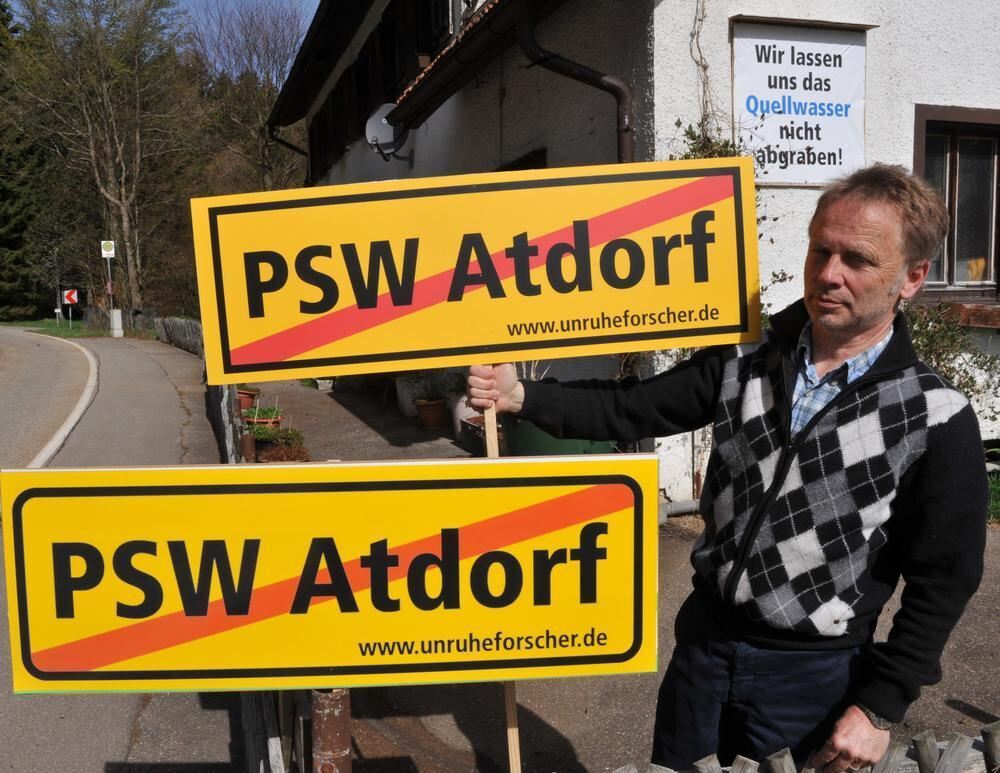 Wir lassen
uns das
Quellwasser
nicht
abgraben!
PSW Atdorf
www.unruheforscher.de
PSW Atdorf
www.unruheforscher.de